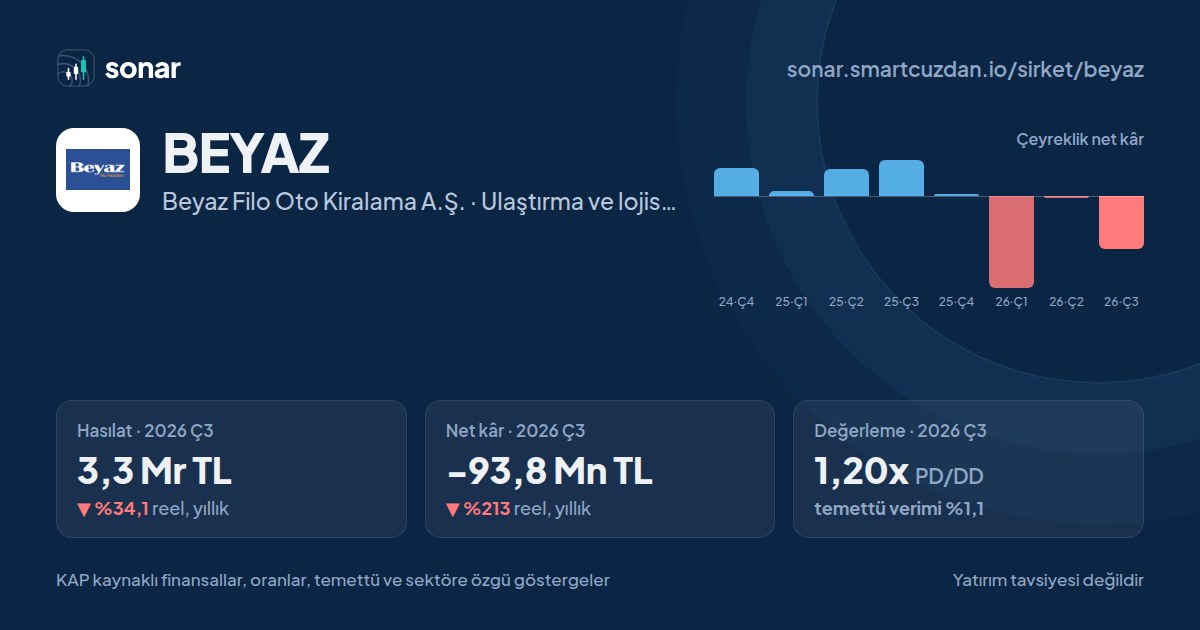 sonar
sonar.smartcuzdan.io/sirket/beyaz
Beyaz
BEYAZ
Beyaz Filo Oto Kiralama A.Ş. · Ulaştırma ve lojis...
Çeyreklik net kâr
24·Ç4 25·Ç1 25·Ç2 25·Ç3 25·Ç4 26·Ç1 26·Ç2 26·Ç3
Hasılat · 2026 Ç3
3,3 Mr TL
▼ %34,1 reel, yıllık
Net kâr · 2026 Ç3
−93,8 Mn TL
▼ %213 reel, yıllık
Değerleme · 2026 Ç3
1,20x PD/DD
temettü verimi %1,1
KAP kaynaklı finansallar, oranlar, temettü ve sektöre özgü göstergeler
Yatırım tavsiyesi değildir